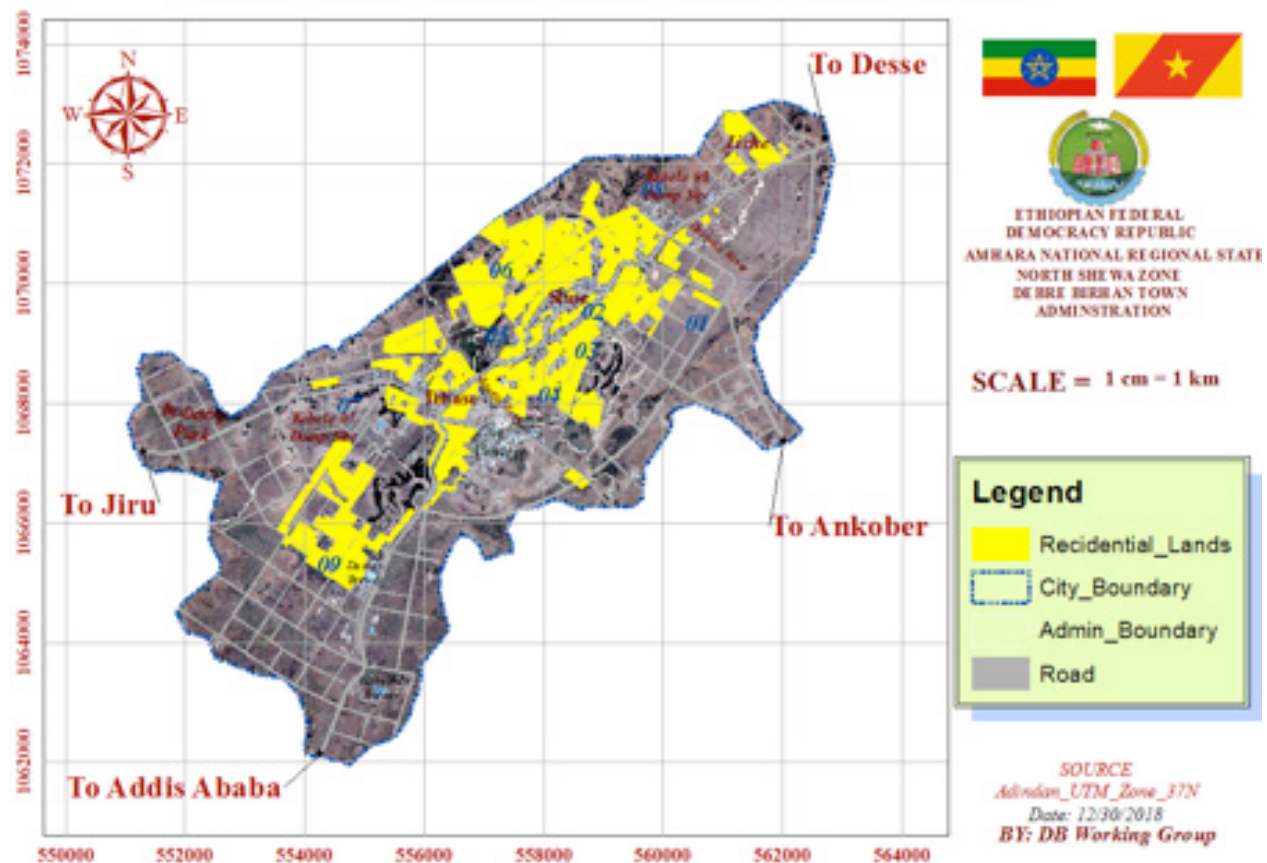 1074000
1072000
1070000
1068000
1066000
1064000
1062000
N
W
E
S
To Desse
08
06
02
01
05
03
04
09
To Jiru
To Ankober
To Addis Ababa
550000
552000
554000
556000
558000
560000
562000
564000
ETHIOPIAN FEDERAL
DEMOCRACY REPUBLIC
AMHARA NATIONAL REGIONAL STATE
NORTH SHEWA ZONE
DEBRE BIRHAN TOWN
ADMINSTRATION
SCALE = 1 cm = 1 km
Legend
Recidential_Lands
City_Boundary
Admin_Boundary
Road
SOURCE
Adindan_UTM_Zone_37N
Date: 12/30/2018
BY: DB Working Group